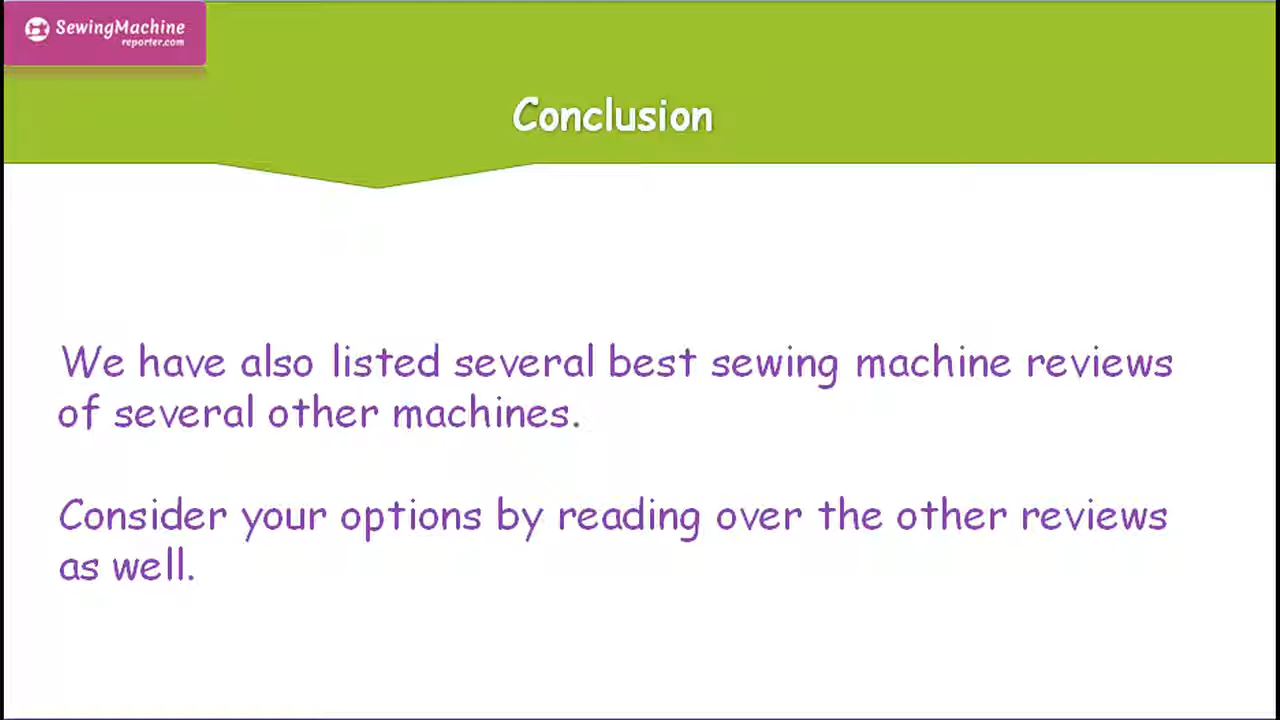 SewingMachine
reporter.com
Conclusion
We have also listed several best sewing machine reviews
of several other machines.
Consider your options by reading over the other reviews
as well.